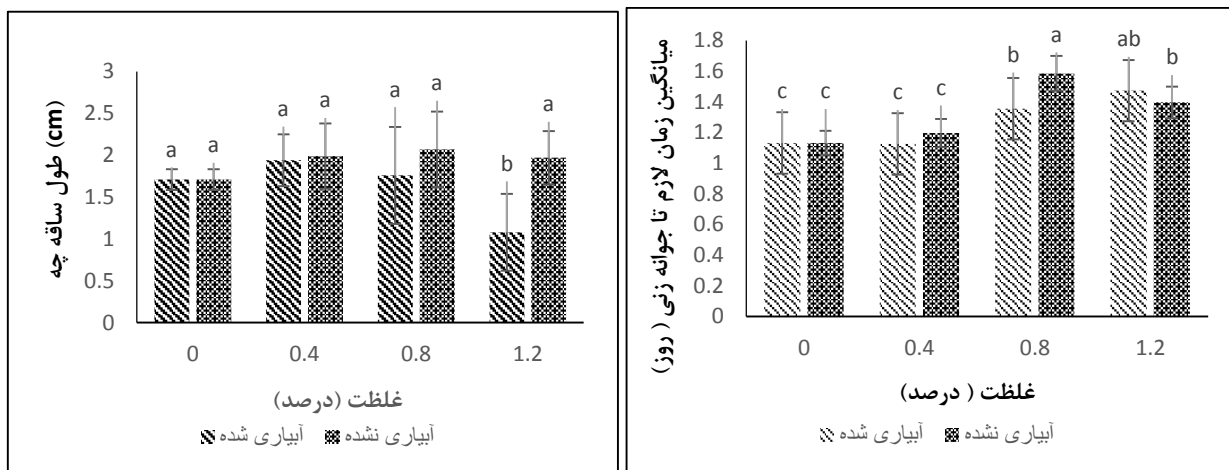 طول ساقه چه (cm)
3
2.5
2
1.5
1
0.5
0
a a a a a a b a
0 0.4 0.8 1.2
غلظت (درصد)
آبیاری شده آبیاری نشده
میانگین زمان لازم تا جوانه زنی ( روز)
1.8
1.6
1.4
1.2
1
0.8
0.6
0.4
0.2
0
c c c c b a ab b
0 0.4 0.8 1.2
غلظت ( درصد)
آبیاری شده آبیاری نشده